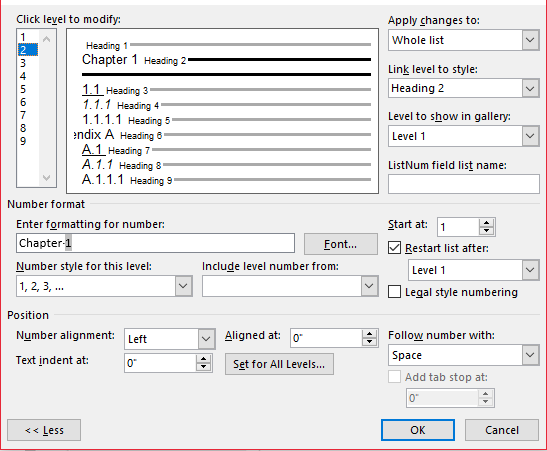 Click level to modify:
1
2
3
4
5
6
7
8
9
Heading 1
Chapter 1 Heading 2
1.1 Heading 3
1.1.1 Heading 4
1.1.1.1 Heading 5
endix A Heading 6
A.1 Heading 7
A.1.1 Heading 8
A.1.1.1 Heading 9
Apply changes to:
Whole list
Link level to style:
Heading 2
Level to show in gallery:
Level 1
ListNum field list name:
Number format
Enter formatting for number:
Chapter·1
Font...
Number style for this level:
1, 2, 3, ...
Include level number from:
Start at: 1
Restart list after:
Level 1
Legal style numbering
Position
Number alignment: Left
Aligned at: 0"
Text indent at: 0"
Set for All Levels...
Follow number with:
Space
Add tab stop at:
0"
<< Less
OK
Cancel